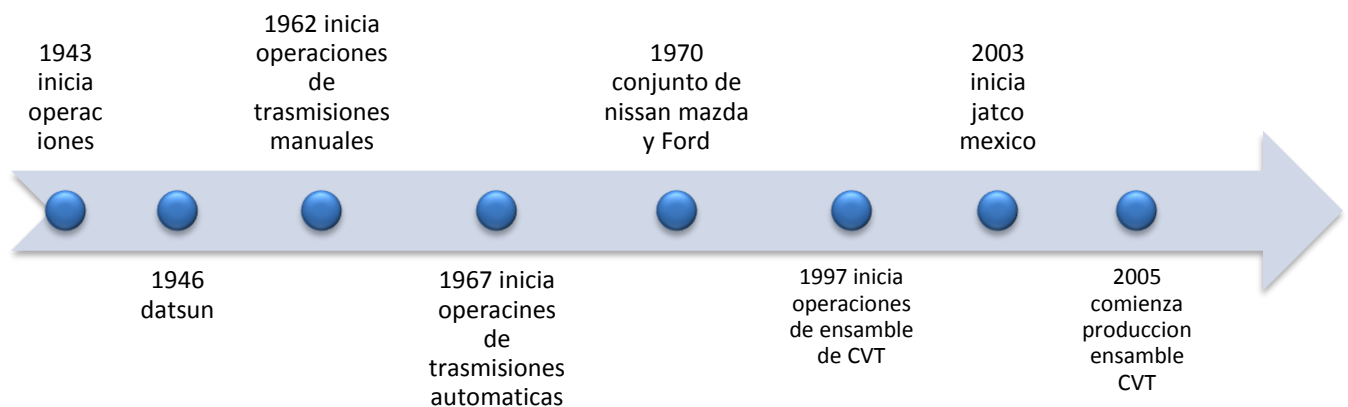 1943
inicia
operac
iones
1946
datsun
1962 inicia
operaciones
de
trasmisiones
manuales
1967 inicia
operacines
de
trasmisiones
automaticas
1970
conjunto de
nissan mazda
y Ford
1997 inicia
operaciones
de ensamble
de CVT
2003
inicia
jatco
mexico
2005
comienza
produccion
ensamble
CVT